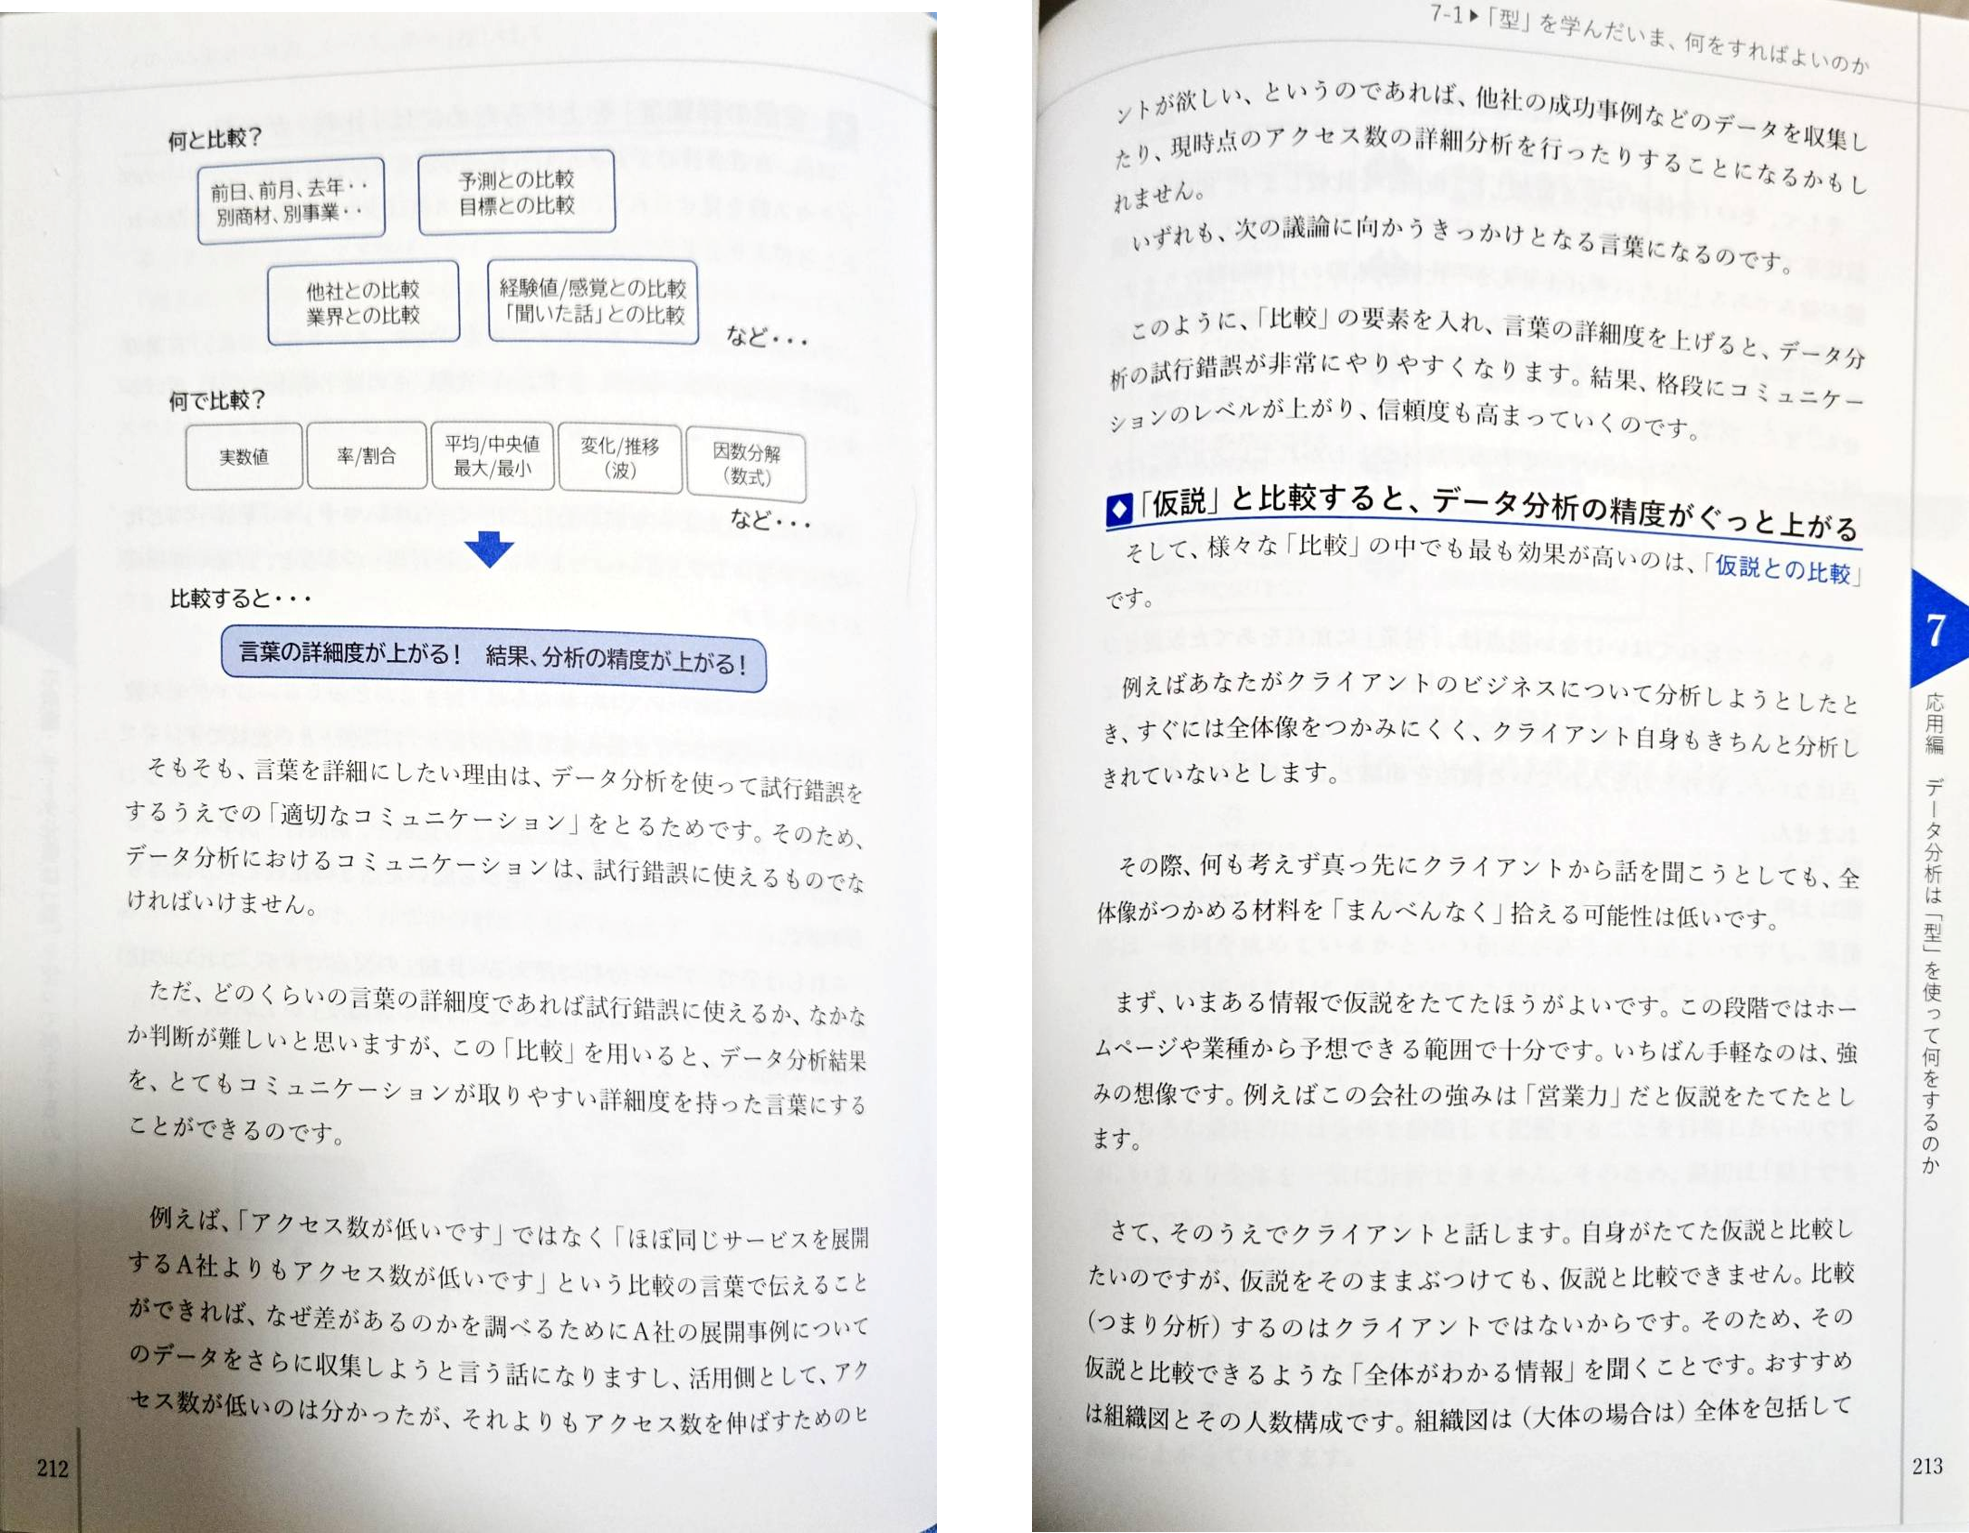 何と比較？
前日、前月、去年・・
別商材、別事業・・
予測との比較
目標との比較
他社との比較
業界との比較
経験値/感覚との比較
「聞いた話」との比較
など・・・
何で比較？
実数値
率/割合
平均/中央値
最大/最小
変化/推移
（波）
因数分解
（数式）
など・・・
比較すると・・・
言葉の詳細度が上がる！　結果、分析の精度が上がる！
そもそも、言葉を詳細にしたい理由は、データ分析を使って試行錯誤を
するうえでの「適切なコミュニケーション」をとるためです。そのため、
データ分析におけるコミュニケーションは、試行錯誤に使えるものでな
ければいけません。
ただ、どのくらいの言葉の詳細度であれば試行錯誤に使えるか、なかな
か判断が難しいと思いますが、この「比較」を用いると、データ分析結果
を、とてもコミュニケーションが取りやすい詳細度を持った言葉にする
ことができるのです。
例えば、「アクセス数が低いです」ではなく「ほぼ同じサービスを展開
するA社よりもアクセス数が低いです」という比較の言葉で伝えること
ができれば、なぜ差があるのかを調べるためにA社の展開事例について
のデータをさらに収集しようと言う話になりますし、活用側として、アク
セス数が低いのは分かったが、それよりもアクセス数を伸ばすためのヒ
212
7-1▶「型」を学んだいま、何をすればよいのか
ントが欲しい、というのであれば、他社の成功事例などのデータを収集し
たり、現時点のアクセス数の詳細分析を行ったりすることになるかもし
れません。
いずれも、次の議論に向かうきっかけとなる言葉になるのです。
このように、「比較」の要素を入れ、言葉の詳細度を上げると、データ分
析の試行錯誤が非常にやりやすくなります。結果、格段にコミュニケー
ションのレベルが上がり、信頼度も高まっていくのです。
◆「仮説」と比較すると、データ分析の精度がぐっと上がる
そして、様々な「比較」の中でも最も効果が高いのは、「仮説との比較」
です。
例えばあなたがクライアントのビジネスについて分析しようとしたと
き、すぐには全体像をつかみにくく、クライアント自身もきちんと分析し
きれていないとします。
その際、何も考えず真っ先にクライアントから話を聞こうとしても、全
体像がつかめる材料を「まんべんなく」拾える可能性は低いです。
まず、いまある情報で仮説をたてたほうがよいです。この段階ではホー
ムページや業種から予想できる範囲で十分です。いちばん手軽なのは、強
みの想像です。例えばこの会社の強みは「営業力」だと仮説をたてたとし
ます。
さて、そのうえでクライアントと話します。自身がたてた仮説と比較し
たいのですが、仮説をそのままぶつけても、仮説と比較できません。比較
（つまり分析）するのはクライアントではないからです。そのため、その
仮説と比較できるような「全体がわかる情報」を聞くことです。おすすめ
は組織図とその人数構成です。組織図は（大体の場合は）全体を包括して
7
応用編　データ分析は「型」を使って何をするのか
213